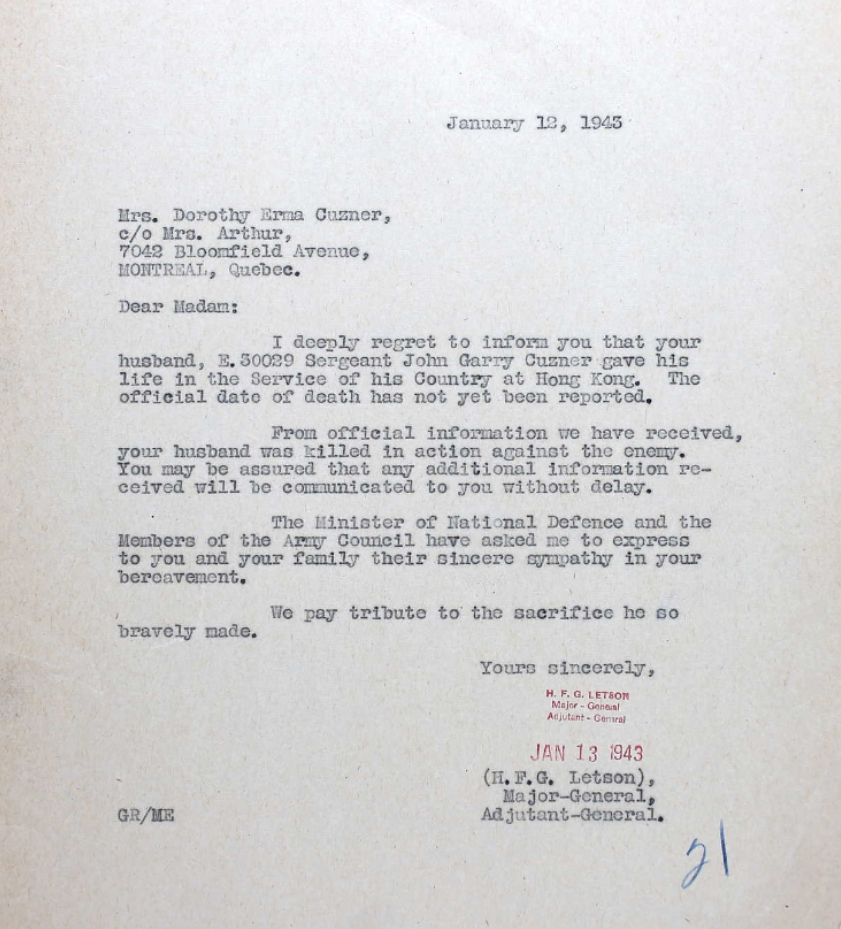 January 12, 1943
Mrs. Dorothy Erma Cuzner,
c/o Mrs. Arthur,
7042 Bloomfield Avenue,
MONTREAL, Quebec.
Dear Madam:
I deeply regret to inform you that your
husband, E.30029 Sergeant John Garry Cuzner gave his
life in the Service of his Country at Hong Kong. The
official date of death has not yet been reported.
From official information we have received,
your husband was killed in action against the enemy.
You may be assured that any additional information re-
ceived will be communicated to you without delay.
The Minister of National Defence and the
Members of the Army Council have asked me to express
to you and your family their sincere sympathy in your
bereavement.
We pay tribute to the sacrifice he so
bravely made.
Yours sincerely,
H. F. G. LETSON
Major - General
Adjutant - General
JAN 13 1943
(H.F.G. Letson),
Major-General,
GR/ME Adjutant-General.
21